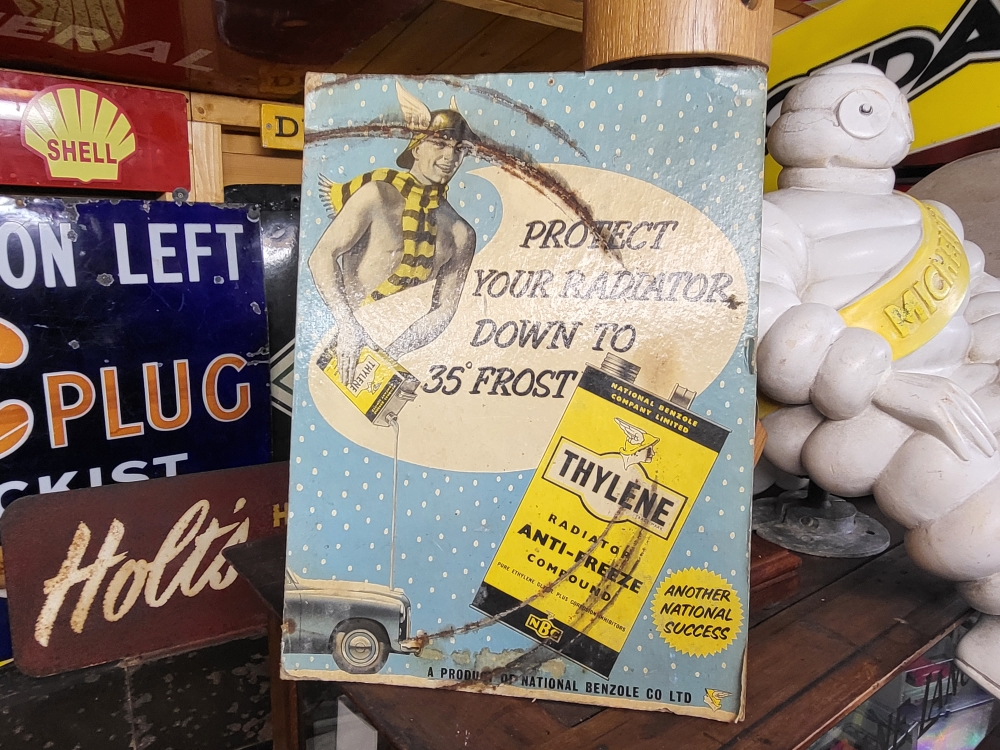 ERAL
SHELL
D
ON LEFT
PLUG
CKIST
Holt's
H
PROTECT
YOUR RADIATOR
DOWN TO
35° FROST
THYLENE
NATIONAL BENZOLE
COMPANY LIMITED
THYLENE
RADIATOR
ANTI-FREEZE
COMPOUND
NBC
ANOTHER
NATIONAL
SUCCESS
A PRODUCT OF NATIONAL BENZOLE CO LTD
MICHE